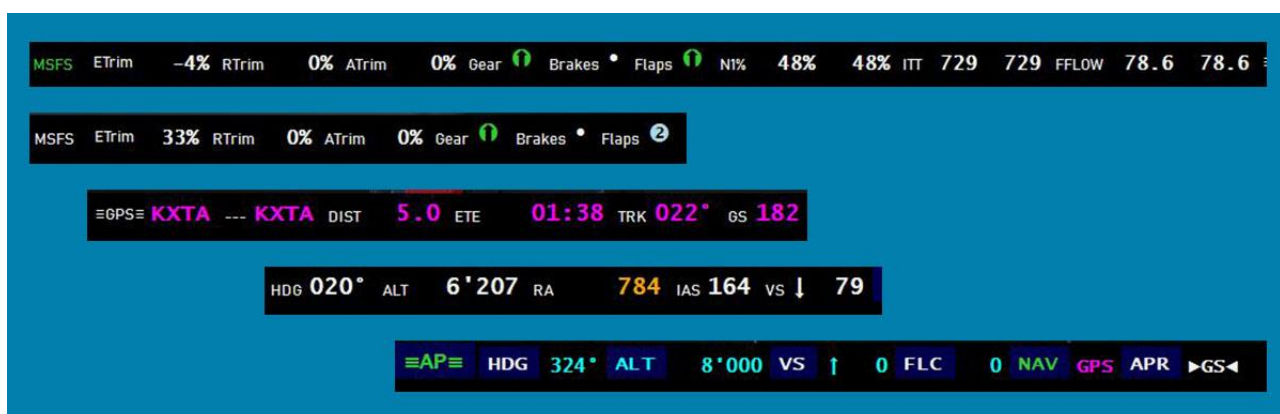 MSFS ETrim -4% RTrim 0% ATrim 0% Gear Brakes Flaps N1% 48% 48% ITT 729 729 FFLOW 78.6 78.6
MSFS ETrim 33% RTrim 0% ATrim 0% Gear Brakes Flaps 2
≡GPS≡ KXTA --- KXTA DIST 5.0 ETE 01:38 TRK 022° GS 182
HDG 020° ALT 6'207 RA 784 IAS 164 VS ↓ 79
≡AP≡ HDG 324° ALT 8'000 VS ↑ 0 FLC 0 NAV GPS APR ▶GS◀